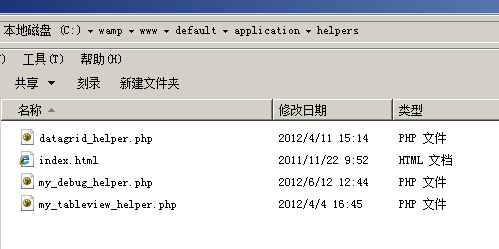 本地磁盘 (C:) ▾ wamp ▾ www ▾ default ▾ application ▾ helpers
) 工具(T) 帮助(H)
共享 ▾ 刻录 新建文件夹
名称 修改日期 类型
datagrid_helper.php 2012/4/11 15:14 PHP 文件
index.html 2011/11/22 9:52 HTML 文档
my_debug_helper.php 2012/6/12 12:44 PHP 文件
my_tableview_helper.php 2012/4/4 16:45 PHP 文件